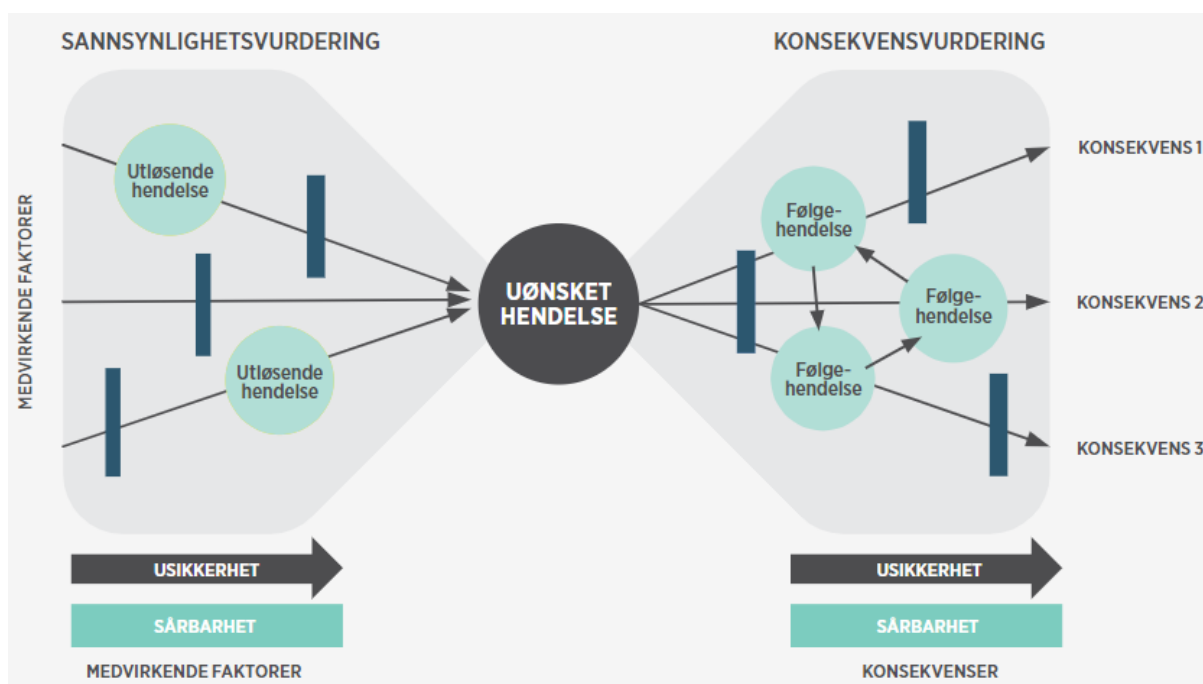 SANNSYNLIGHETSVURDERING
KONSEKVENSVURDERING
MEDVIRKENDE FAKTORER
Utløsende
hendelse
Utløsende
hendelse
UØNSKET
HENDELSE
Følge-
hendelse
Følge-
hendelse
Følge-
hendelse
KONSEKVENS 1
KONSEKVENS 2
KONSEKVENS 3
USIKKERHET
SÅRBARHET
MEDVIRKENDE FAKTORER
USIKKERHET
SÅRBARHET
KONSEKVENSER